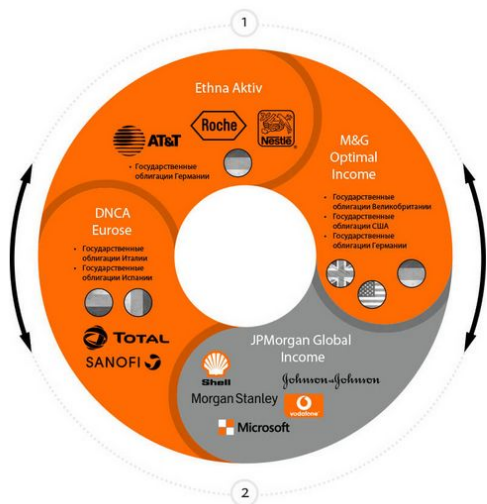 1
Ethna Aktiv
AT&T
Roche
Nestlē
• Государственные
облигации Германии
M&G
Optimal
Income
• Государственные
облигации Великобритании
• Государственные
облигации США
• Государственные
облигации Германии
DNCA
Eurose
• Государственные
облигации Италии
• Государственные
облигации Испании
TOTAL
SANOFI
JPMorgan Global
Income
Shell
Johnson&Johnson
Morgan Stanley
vodafone
Microsoft
2